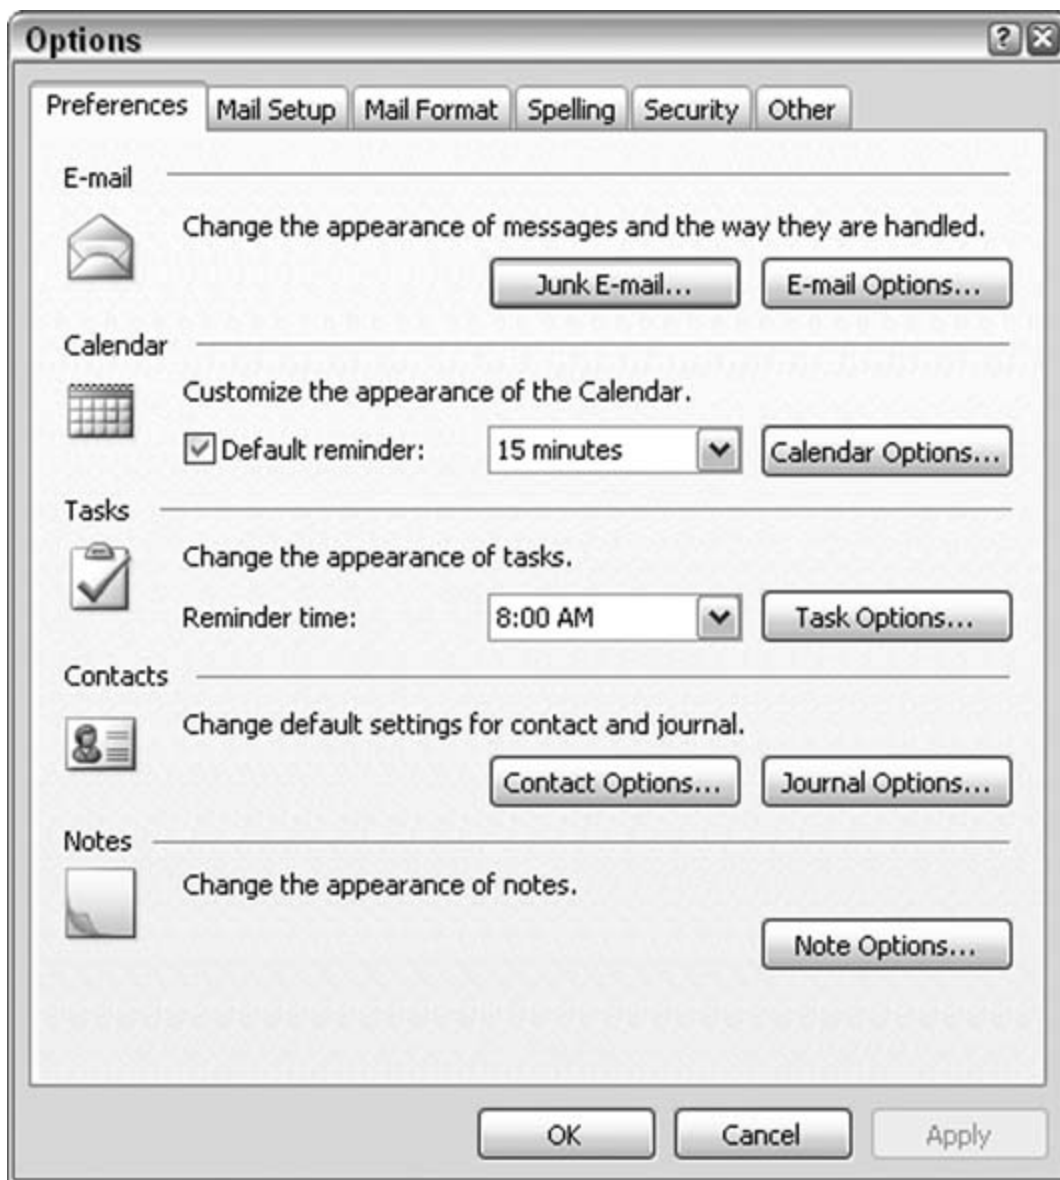 Options
Preferences Mail Setup Mail Format Spelling Security Other
E-mail
Change the appearance of messages and the way they are handled.
Junk E-mail... E-mail Options...
Calendar
Customize the appearance of the Calendar.
Default reminder: 15 minutes Calendar Options...
Tasks
Change the appearance of tasks.
Reminder time: 8:00 AM Task Options...
Contacts
Change default settings for contact and journal.
Contact Options... Journal Options...
Notes
Change the appearance of notes.
Note Options...
OK Cancel Apply